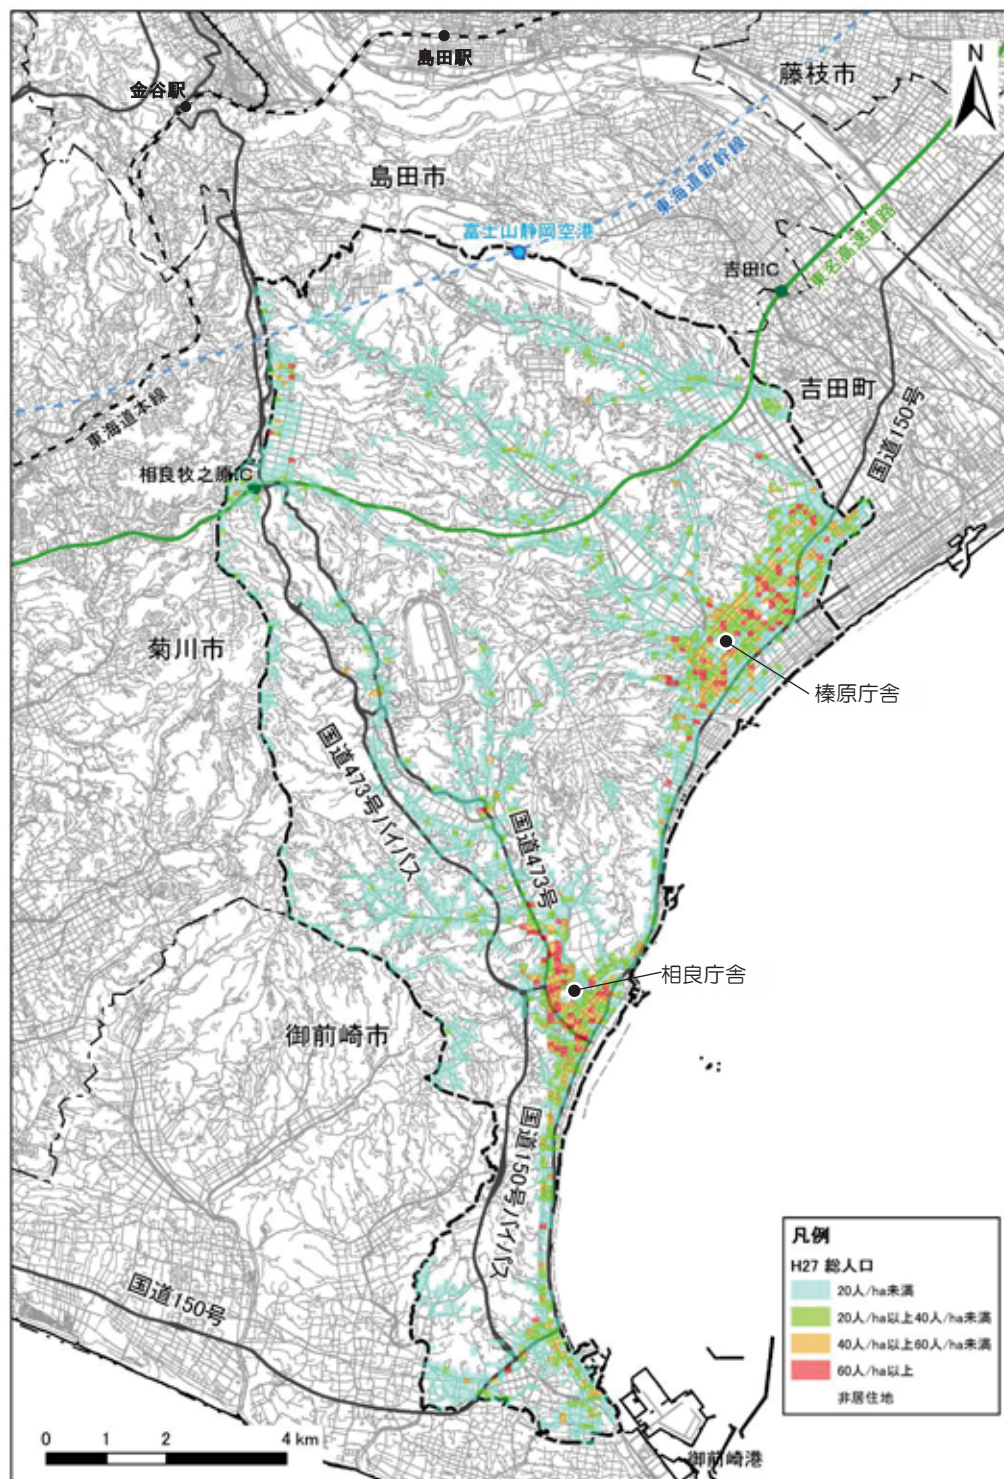 島田駅
金谷駅
藤枝市
N
島田市
東海道新幹線
富士山静岡空港
吉田IC
東名高速道路
吉田町
東海道本線
国道150号
相良牧之原IC
菊川市
榛原庁舎
国道473号バイパス
国道473号
相良庁舎
御前崎市
国道150号バイパス
国道150号
凡例
H27 総人口
20人/ha未満
20人/ha以上40人/ha未満
40人/ha以上60人/ha未満
60人/ha以上
非居住地
0 1 2 4 km
御前崎港